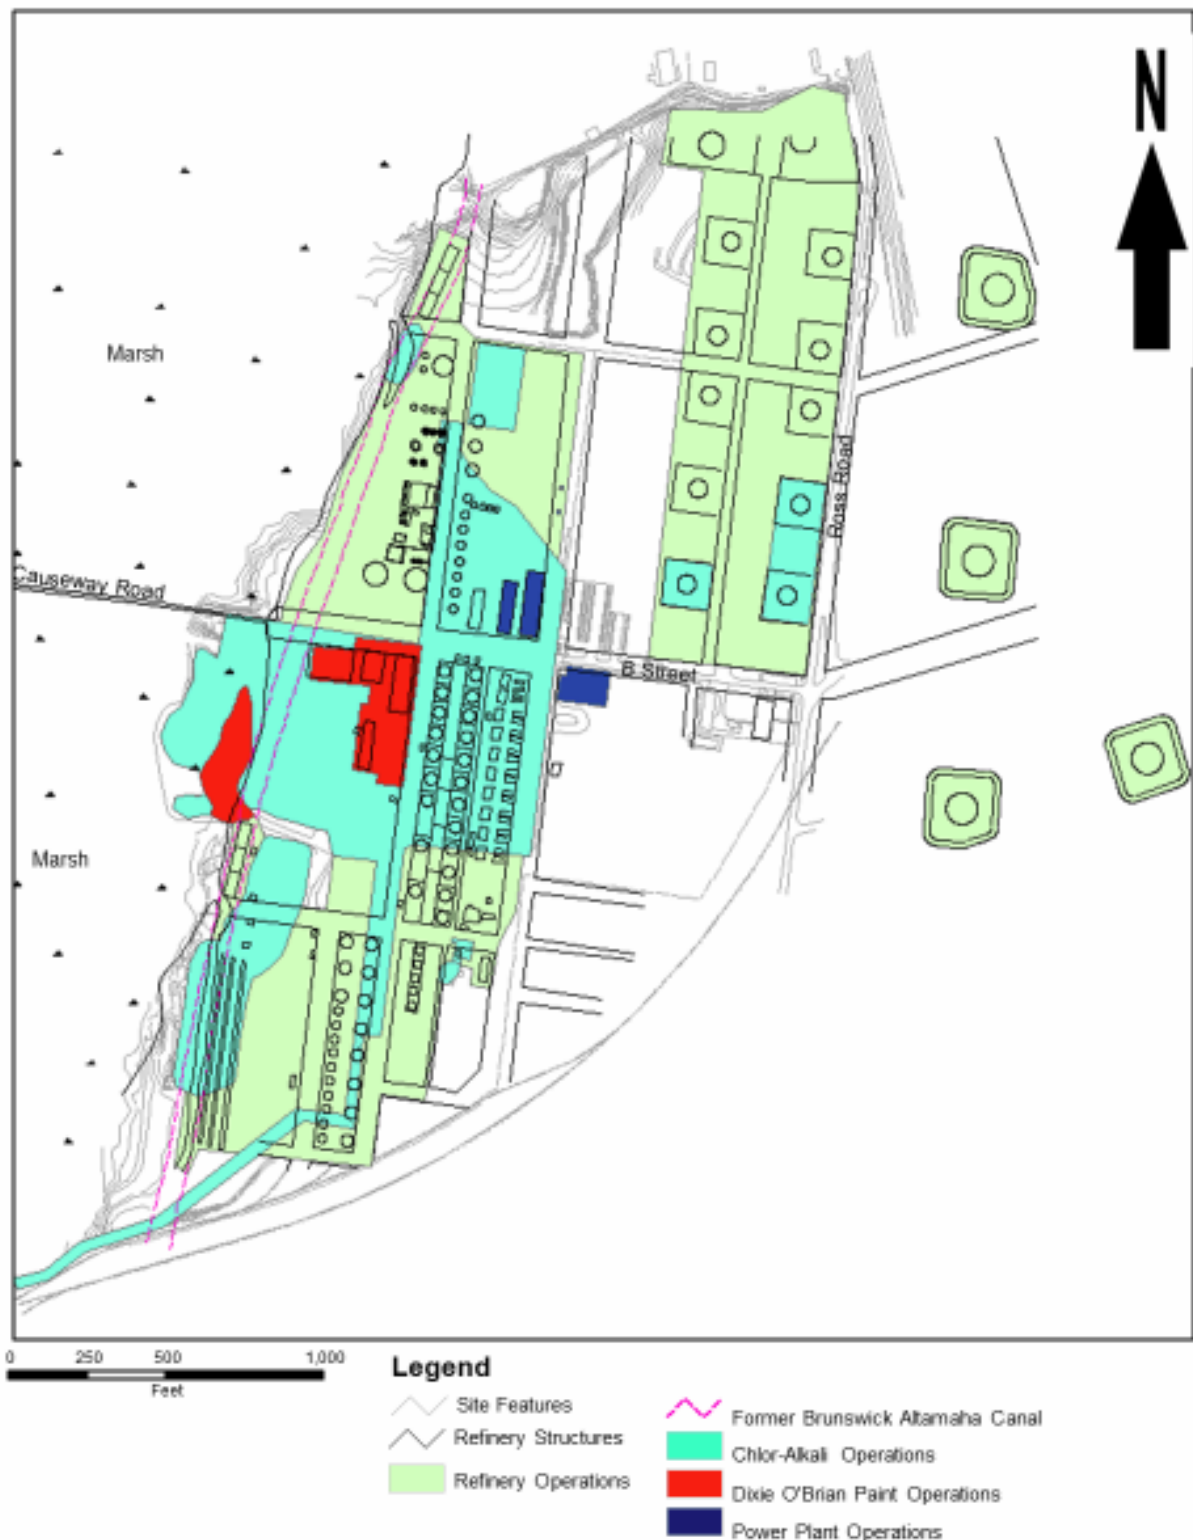 N
Marsh
Ross Road
Causeway Road
B Street
Marsh
0 250 500 1,000
Feet
Legend
Site Features
Refinery Structures
Refinery Operations
Former Brunswick Altamaha Canal
Chlor-Alkali Operations
Dixie O'Brian Paint Operations
Power Plant Operations